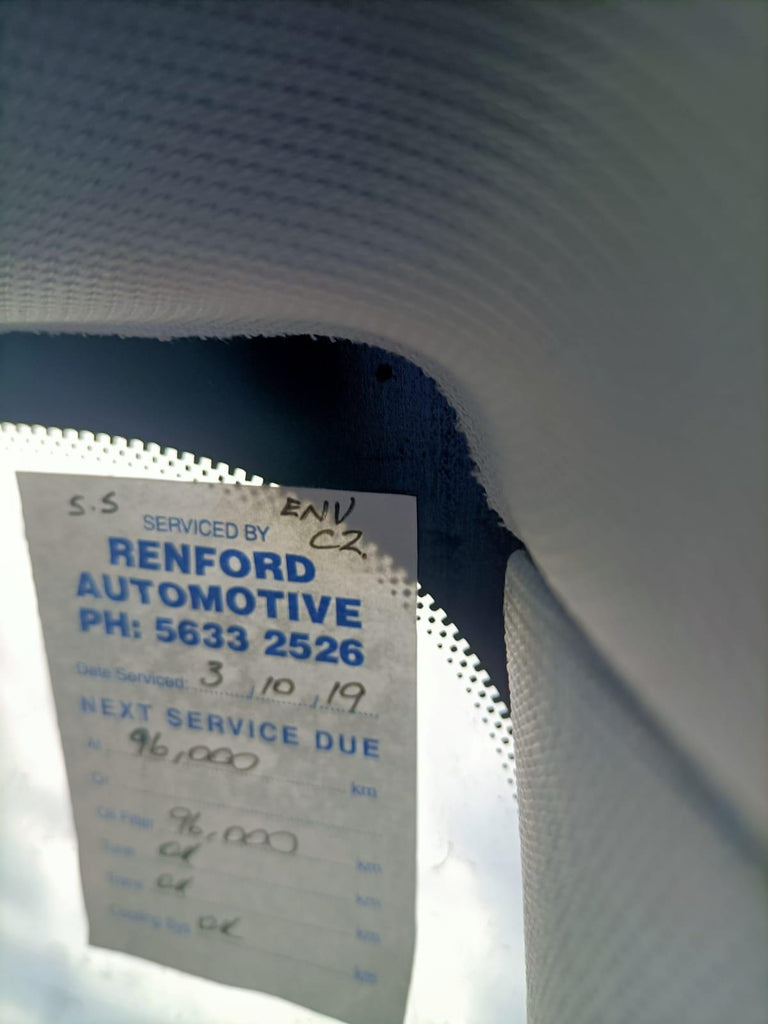 S.S ENV
C2.
SERVICED BY
RENFORD
AUTOMOTIVE
PH: 5633 2526
Date Serviced: 3 / 10 / 19
NEXT SERVICE DUE
At 96,000 km
Or
Oil Filter 96,000 km
Tune OK km
Trans OK km
Cooling Sys OK km